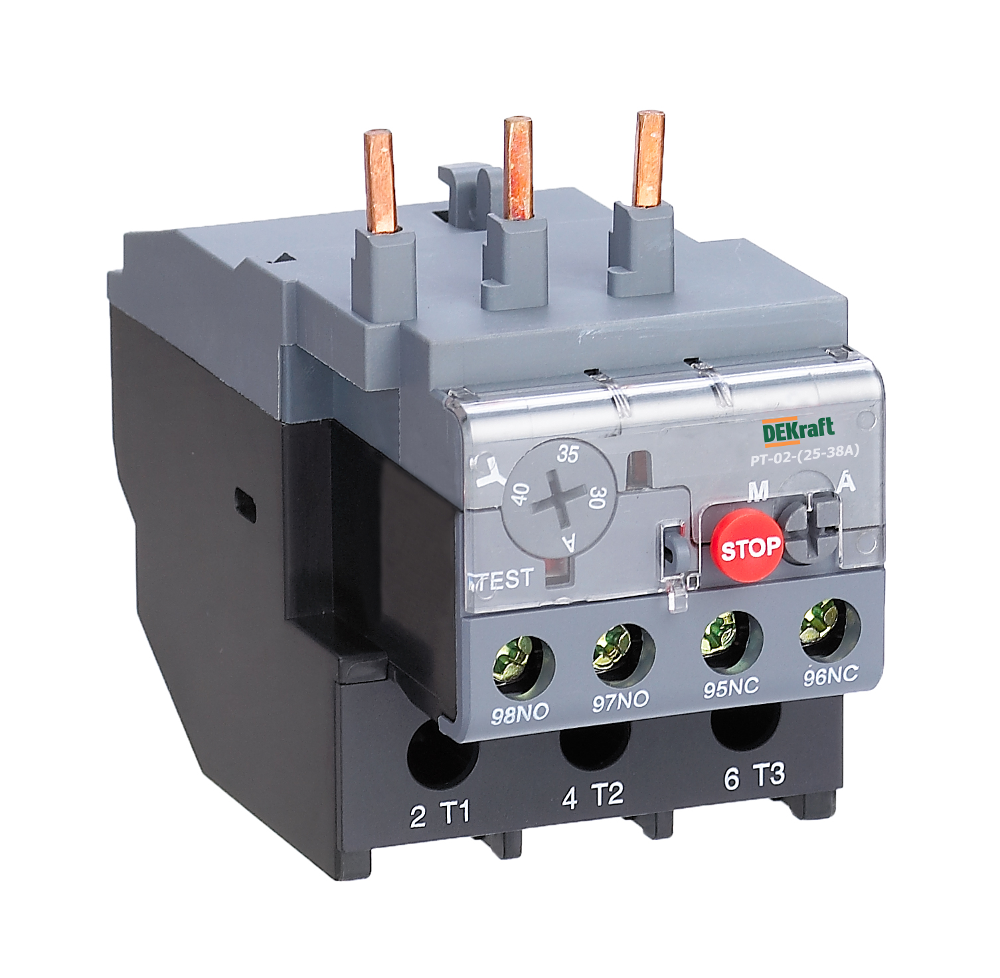 DEKraft
PT-02-(25-38A)
35
40
30
A
M A
STOP
TEST
98NO 97NO 95NC 96NC
2 T1 4 T2 6 T3